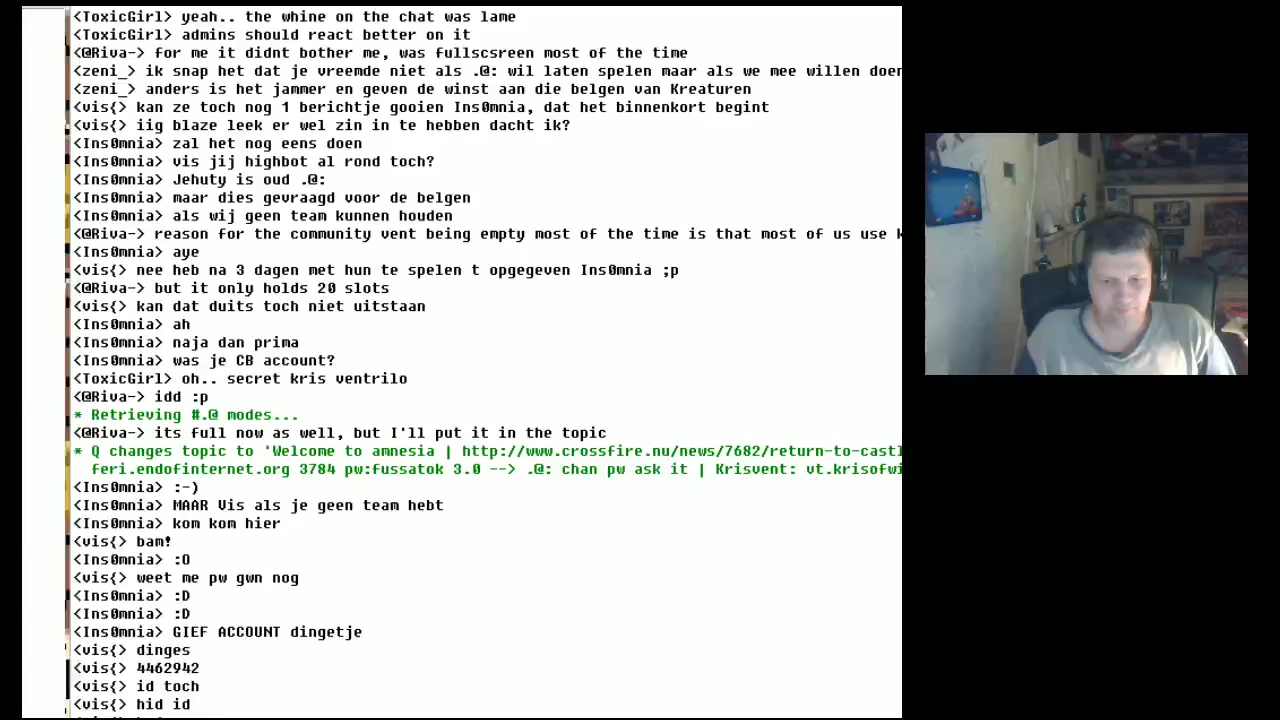 <ToxicGirl> yeah.. the whine on the chat was lame
<ToxicGirl> admins should react better on it
<@Riva-> for me it didnt bother me, was fullscsreen most of the time
<zeni_> ik snap het dat je vreemde niet als .@: wil laten spelen maar als we mee willen doen
<zeni_> anders is het jammer en geven de winst aan die belgen van Kreaturen
<vis{> kan ze toch nog 1 berichtje gooien Ins0mnia, dat het binnenkort begint
<vis{> iig blaze leek er wel zin in te hebben dacht ik?
<Ins0mnia> zal het nog eens doen
<Ins0mnia> vis jij highbot al rond toch?
<Ins0mnia> Jehuty is oud .@:
<Ins0mnia> maar dies gevraagd voor de belgen
<Ins0mnia> als wij geen team kunnen houden
<@Riva-> reason for the community vent being empty most of the time is that most of us use k
<Ins0mnia> aye
<vis{> nee heb na 3 dagen met hun te spelen t opgegeven Ins0mnia ;p
<@Riva-> but it only holds 20 slots
<vis{> kan dat duits toch niet uitstaan
<Ins0mnia> ah
<Ins0mnia> naja dan prima
<Ins0mnia> was je CB account?
<ToxicGirl> oh.. secret kris ventrilo
<@Riva-> idd :p
* Retrieving #.@ modes...
<@Riva-> its full now as well, but I'll put it in the topic
* Q changes topic to 'Welcome to amnesia | http://www.crossfire.nu/news/7682/return-to-castl
feri.endofinternet.org 3784 pw:fussatok 3.0 --> .@: chan pw ask it | Krisvent: vt.krisofwi
<Ins0mnia> :-)
<Ins0mnia> MAAR Vis als je geen team hebt
<Ins0mnia> kom kom hier
<vis{> bam!
<Ins0mnia> :O
<vis{> weet me pw gwn nog
<Ins0mnia> :D
<Ins0mnia> :D
<Ins0mnia> GIEF ACCOUNT dingetje
<vis{> dinges
<vis{> 4462942
<vis{> id toch
<vis{> hid id